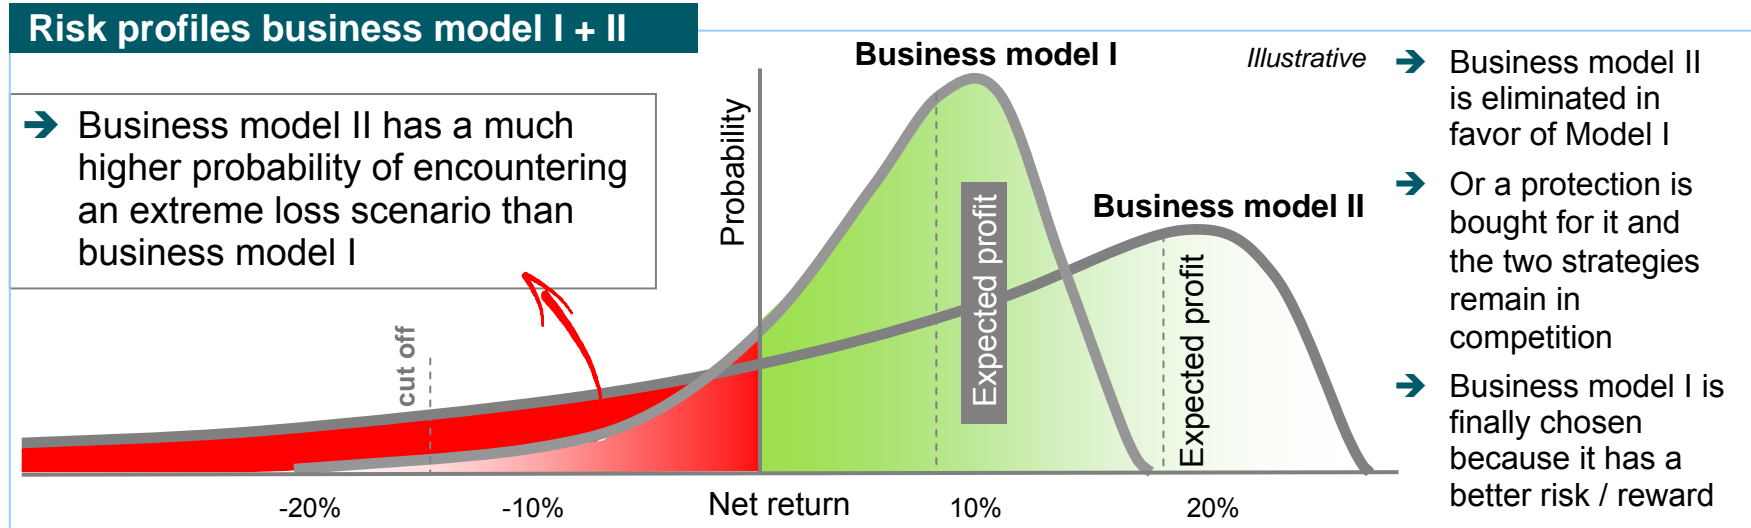 Risk profiles business model I + II
➔ Business model II has a much
higher probability of encountering
an extreme loss scenario than
business model I
cut off
Probability
Business model I
Expected profit
Business model II
Expected profit
Illustrative
-20%
-10%
Net return
10%
20%
➔ Business model II
is eliminated in
favor of Model I
➔ Or a protection is
bought for it and
the two strategies
remain in
competition
➔ Business model I is
finally chosen
because it has a
better risk / reward